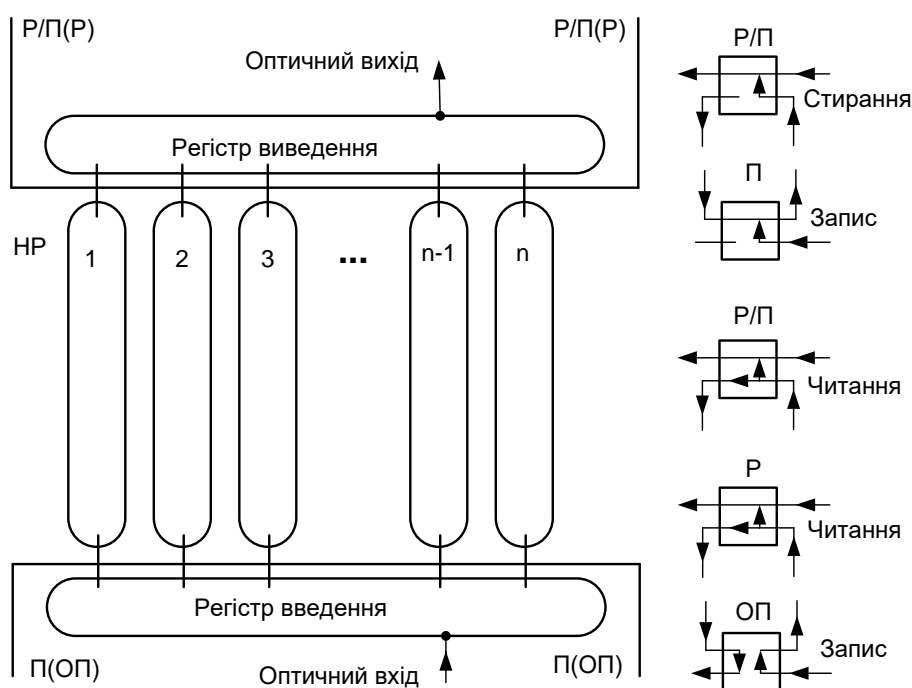 Р/П(Р)
Р/П(Р)
Оптичний вихід
Регістр виведення
НР
1
2
3
...
n-1
n
Регістр введення
П(ОП)
Оптичний вхід
П(ОП)
Р/П
Стирання
П
Запис
Р/П
Читання
Р
Читання
ОП
Запис